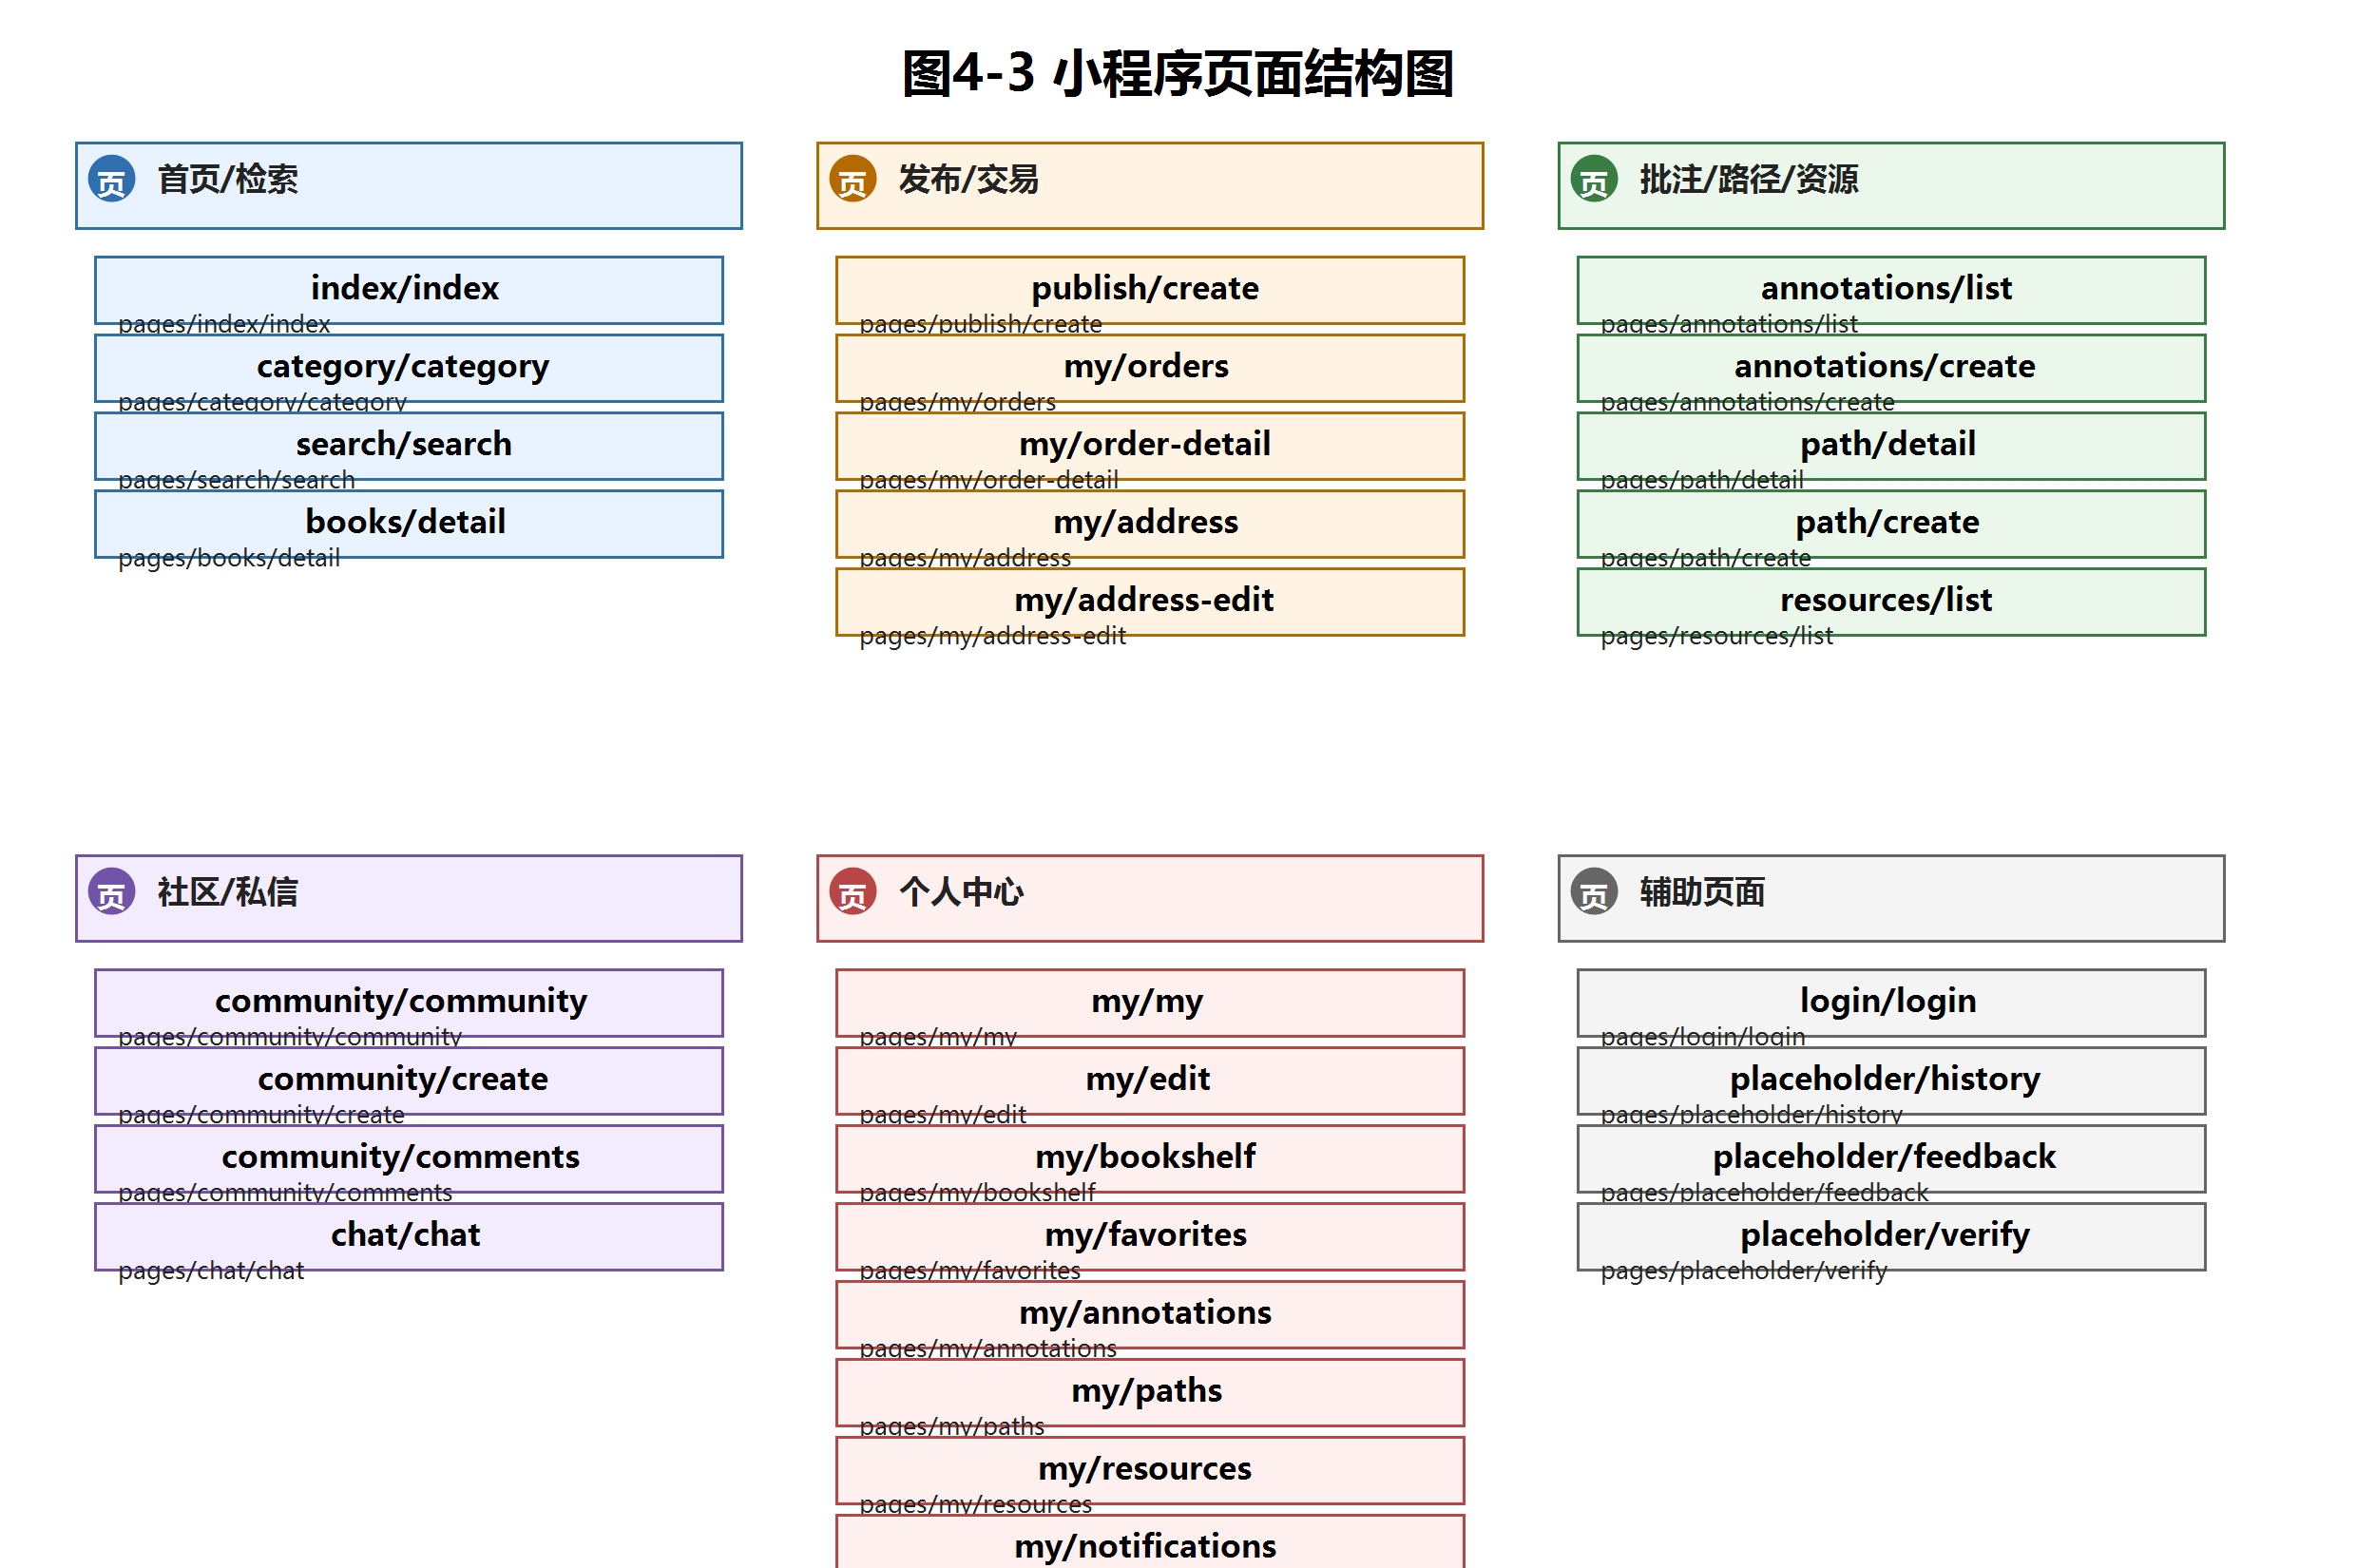 图4-3 小程序页面结构图
页 首页/检索
index/index
pages/index/index
category/category
pages/category/category
search/search
pages/search/search
books/detail
pages/books/detail
页 发布/交易
publish/create
pages/publish/create
my/orders
pages/my/orders
my/order-detail
pages/my/order-detail
my/address
pages/my/address
my/address-edit
pages/my/address-edit
页 批注/路径/资源
annotations/list
pages/annotations/list
annotations/create
pages/annotations/create
path/detail
pages/path/detail
path/create
pages/path/create
resources/list
pages/resources/list
页 社区/私信
community/community
pages/community/community
community/create
pages/community/create
community/comments
pages/community/comments
chat/chat
pages/chat/chat
页 个人中心
my/my
pages/my/my
my/edit
pages/my/edit
my/bookshelf
pages/my/bookshelf
my/favorites
pages/my/favorites
my/annotations
pages/my/annotations
my/paths
pages/my/paths
my/resources
pages/my/resources
my/notifications
页 辅助页面
login/login
pages/login/login
placeholder/history
pages/placeholder/history
placeholder/feedback
pages/placeholder/feedback
placeholder/verify
pages/placeholder/verify